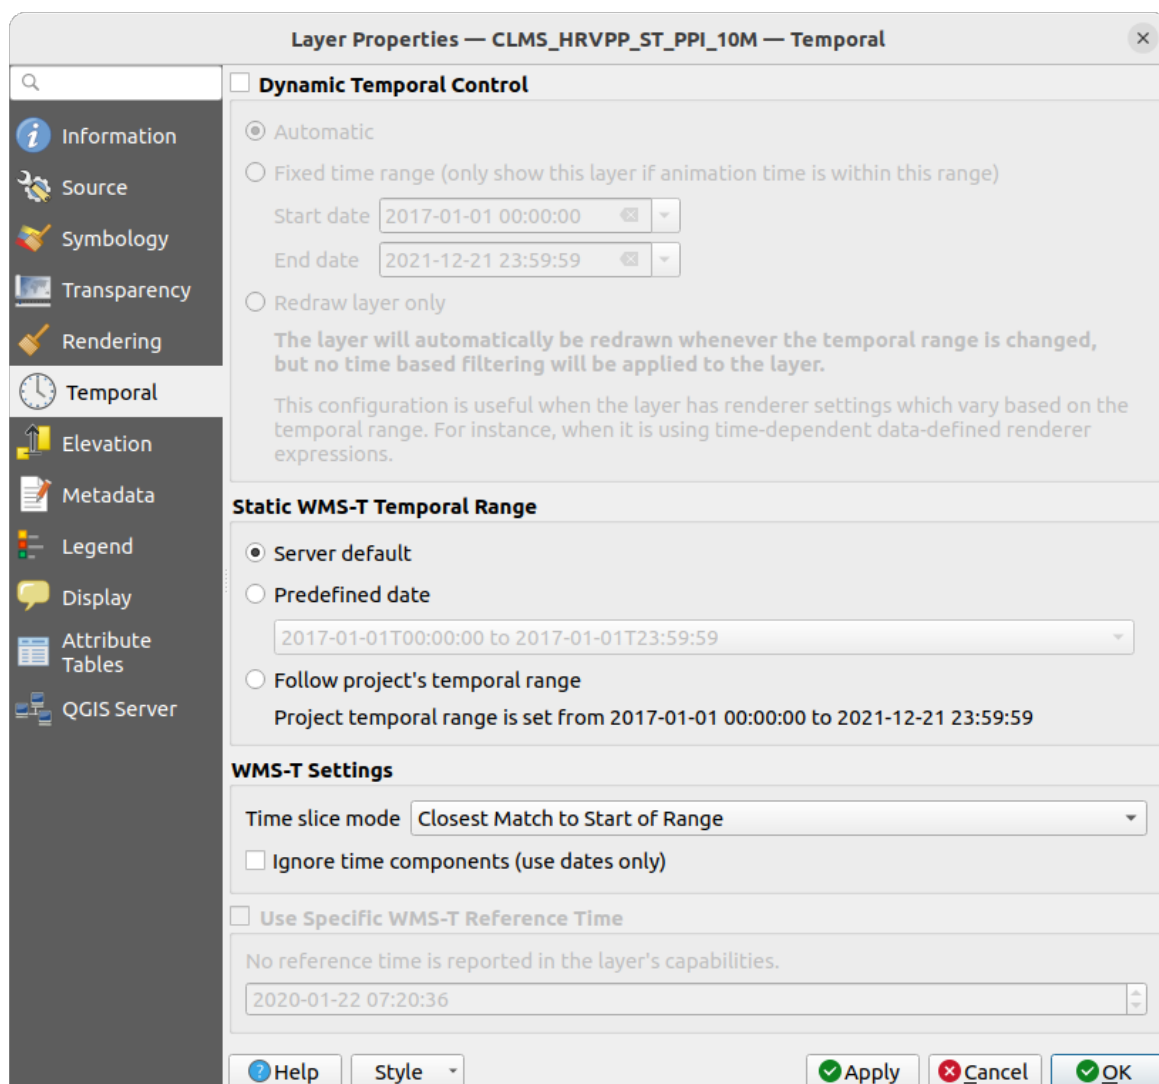 Layer Properties — CLMS_HRVPP_ST_PPI_10M — Temporal
Information
Source
Symbology
Transparency
Rendering
Temporal
Elevation
Metadata
Legend
Display
Attribute
Tables
QGIS Server
Dynamic Temporal Control
Automatic
Fixed time range (only show this layer if animation time is within this range)
Start date 2017-01-01 00:00:00
End date 2021-12-21 23:59:59
Redraw layer only
The layer will automatically be redrawn whenever the temporal range is changed,
but no time based filtering will be applied to the layer.
This configuration is useful when the layer has renderer settings which vary based on the
temporal range. For instance, when it is using time-dependent data-defined renderer
expressions.
Static WMS-T Temporal Range
Server default
Predefined date
2017-01-01T00:00:00 to 2017-01-01T23:59:59
Follow project's temporal range
Project temporal range is set from 2017-01-01 00:00:00 to 2021-12-21 23:59:59
WMS-T Settings
Time slice mode Closest Match to Start of Range
Ignore time components (use dates only)
Use Specific WMS-T Reference Time
No reference time is reported in the layer's capabilities.
2020-01-22 07:20:36
Help Style Apply Cancel OK